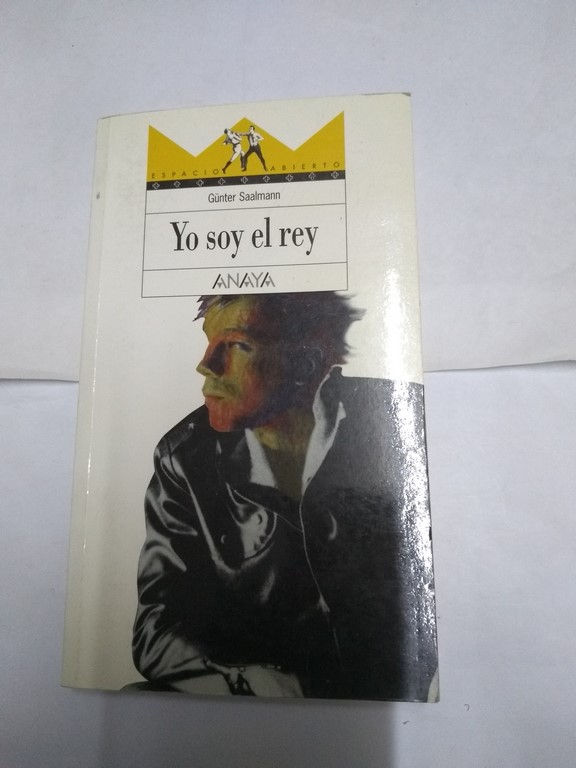 ESPACIO ABIERTO
Günter Saalmann
Yo soy el rey
ANAYA